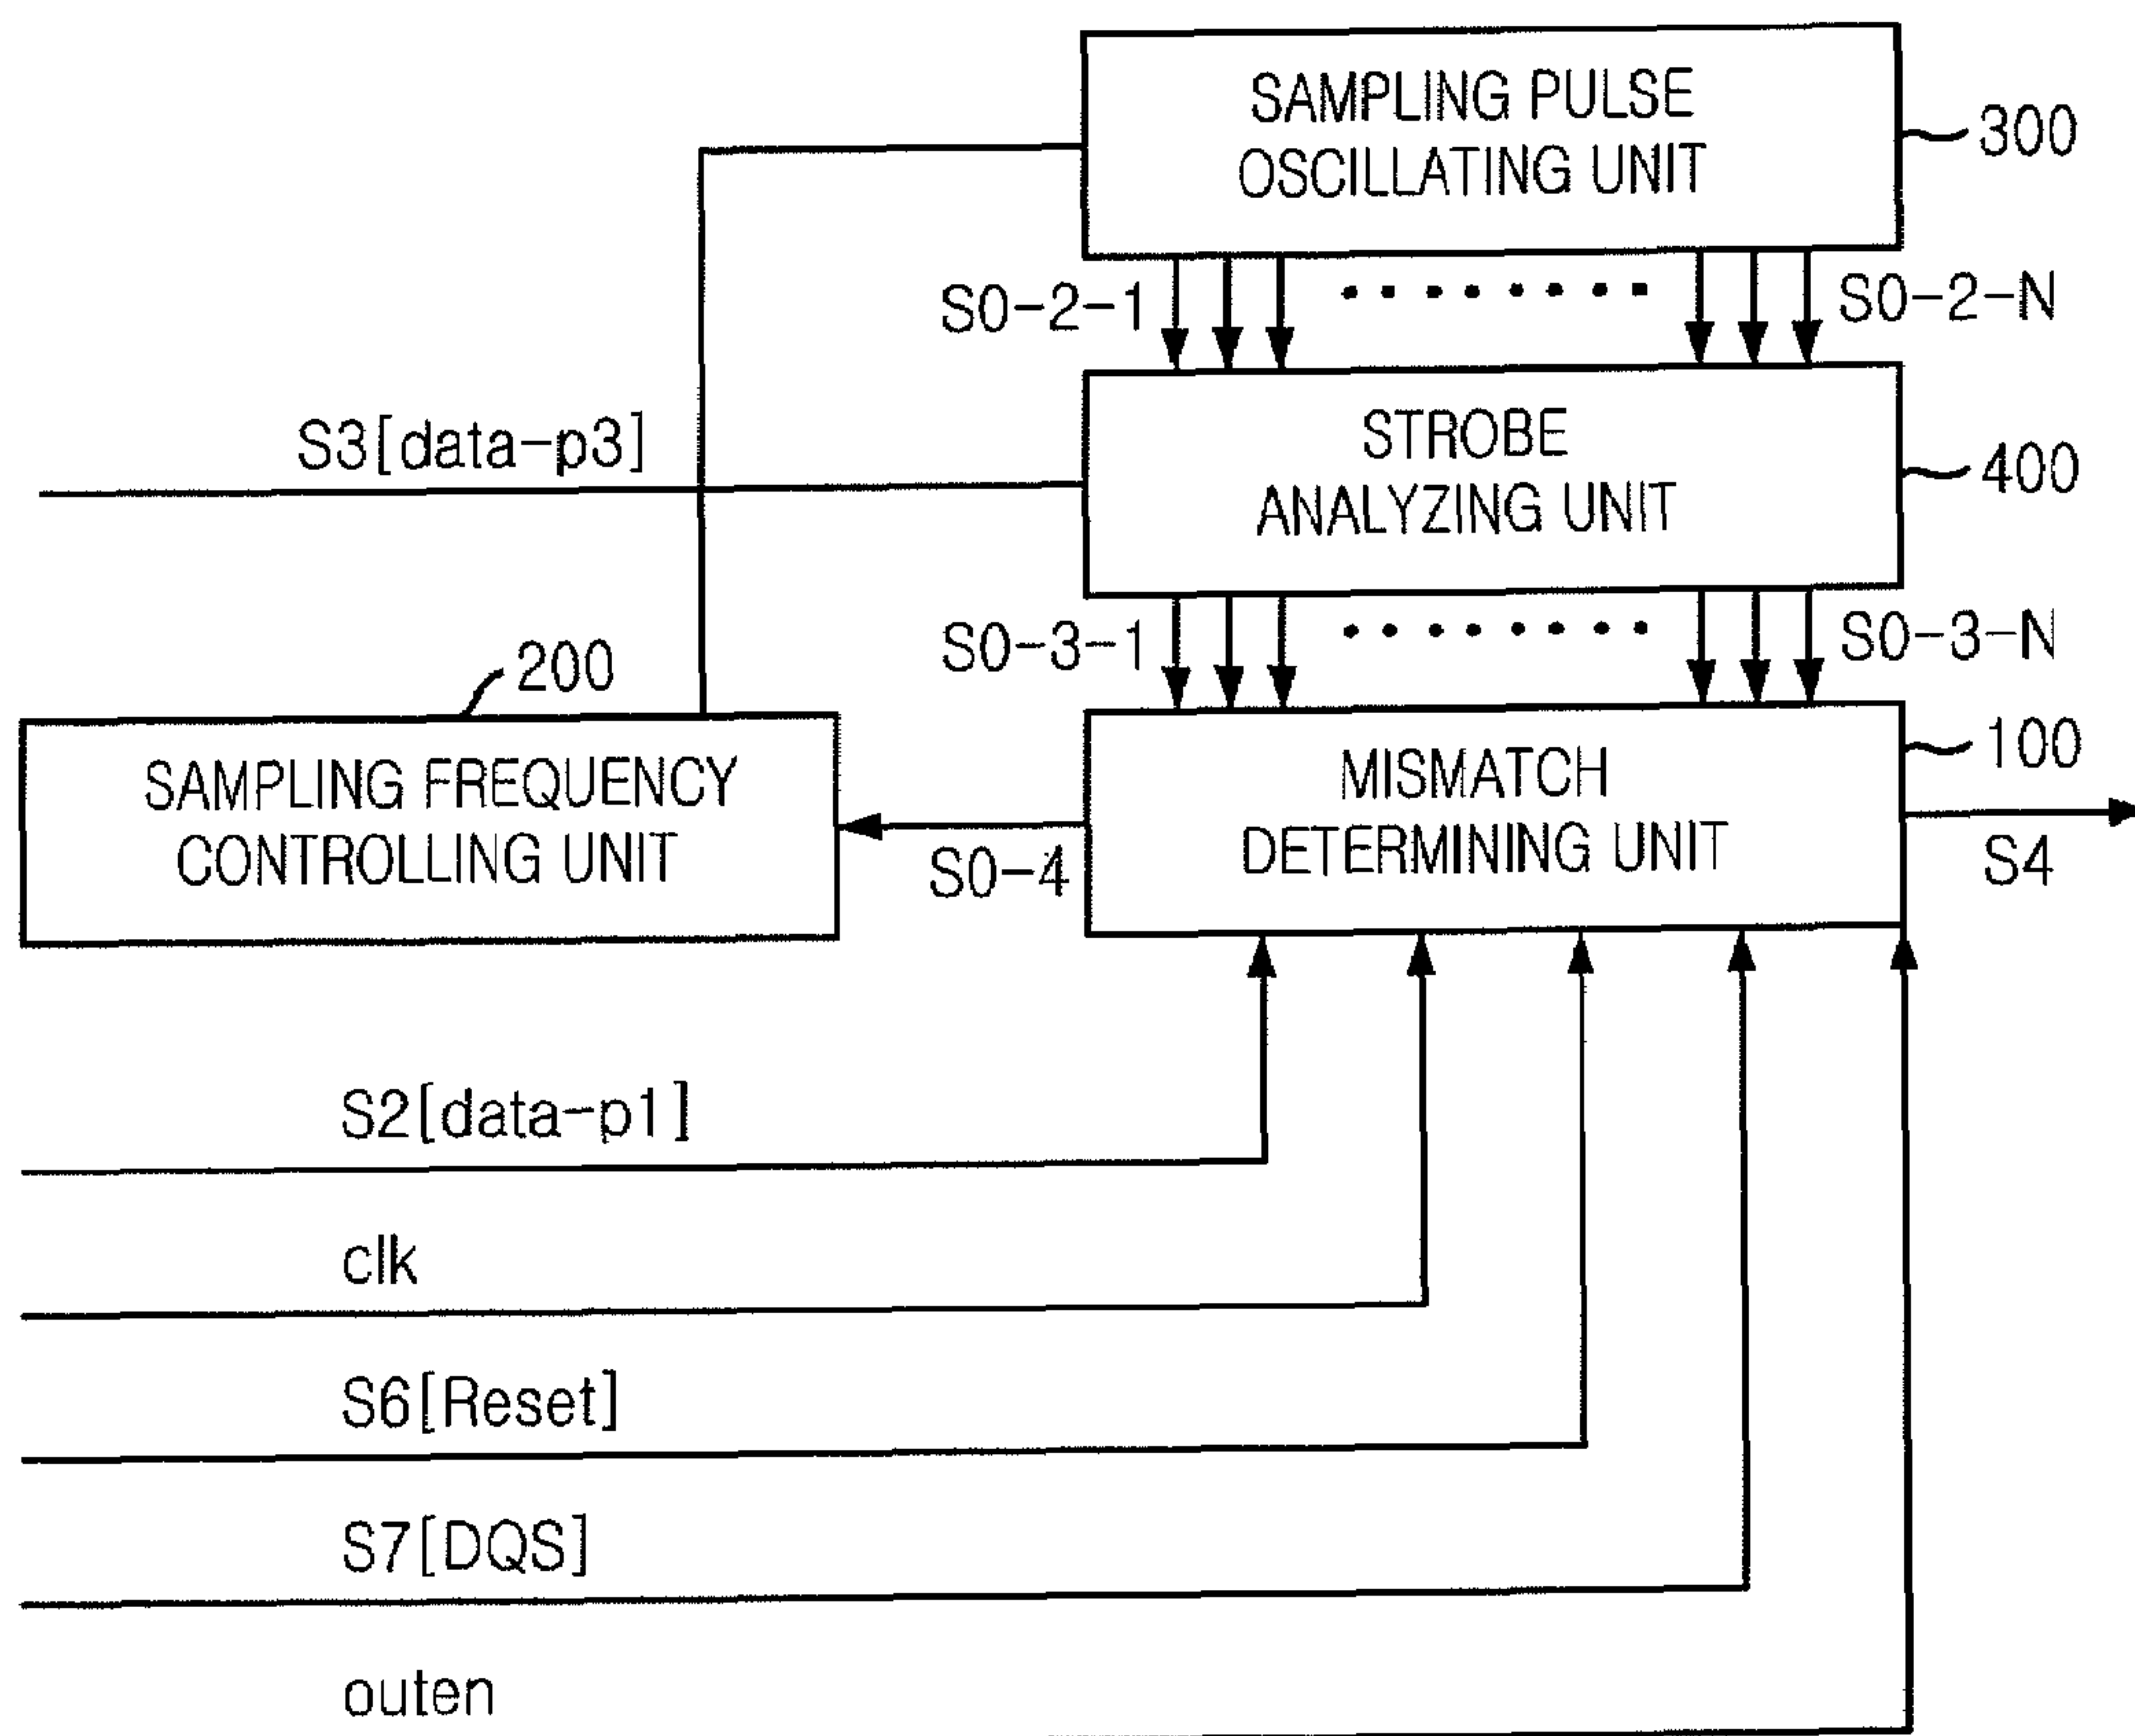 SAMPLING PULSE
OSCILLATING UNIT
300
S0-2-1
S0-2-N
S3[data-p3]
STROBE
ANALYZING UNIT
400
S0-3-1
S0-3-N
200
SAMPLING FREQUENCY
CONTROLLING UNIT
S0-4
MISMATCH
DETERMINING UNIT
100
S4
S2[data-p1]
clk
S6[Reset]
S7[DQS]
outen